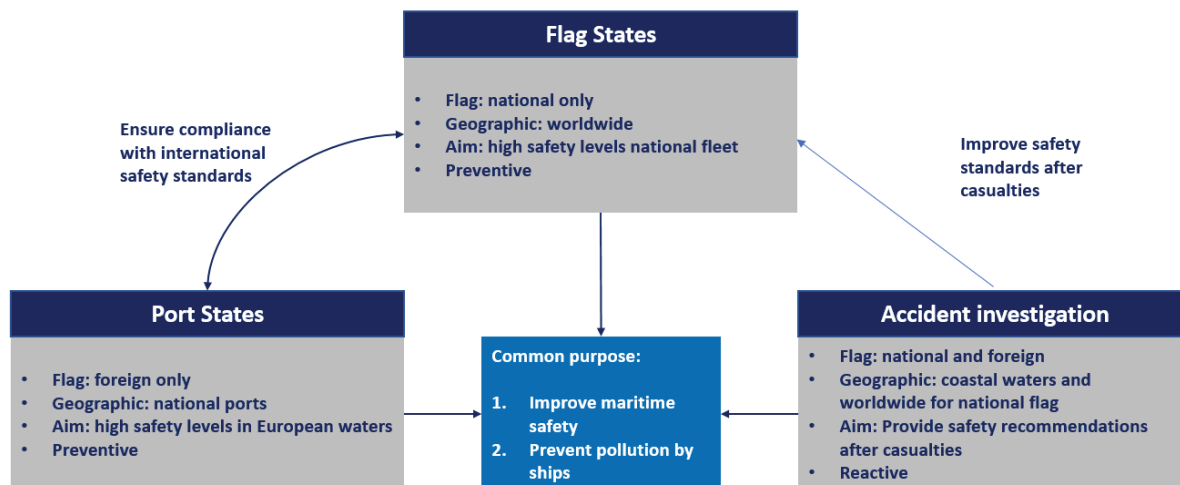 Flag States
• Flag: national only
• Geographic: worldwide
• Aim: high safety levels national fleet
• Preventive
Ensure compliance
with international
safety standards
Improve safety
standards after
casualties
Port States
• Flag: foreign only
• Geographic: national ports
• Aim: high safety levels in European waters
• Preventive
Common purpose:
1. Improve maritime
safety
2. Prevent pollution by
ships
Accident investigation
• Flag: national and foreign
• Geographic: coastal waters and
worldwide for national flag
• Aim: Provide safety recommendations
after casualties
• Reactive